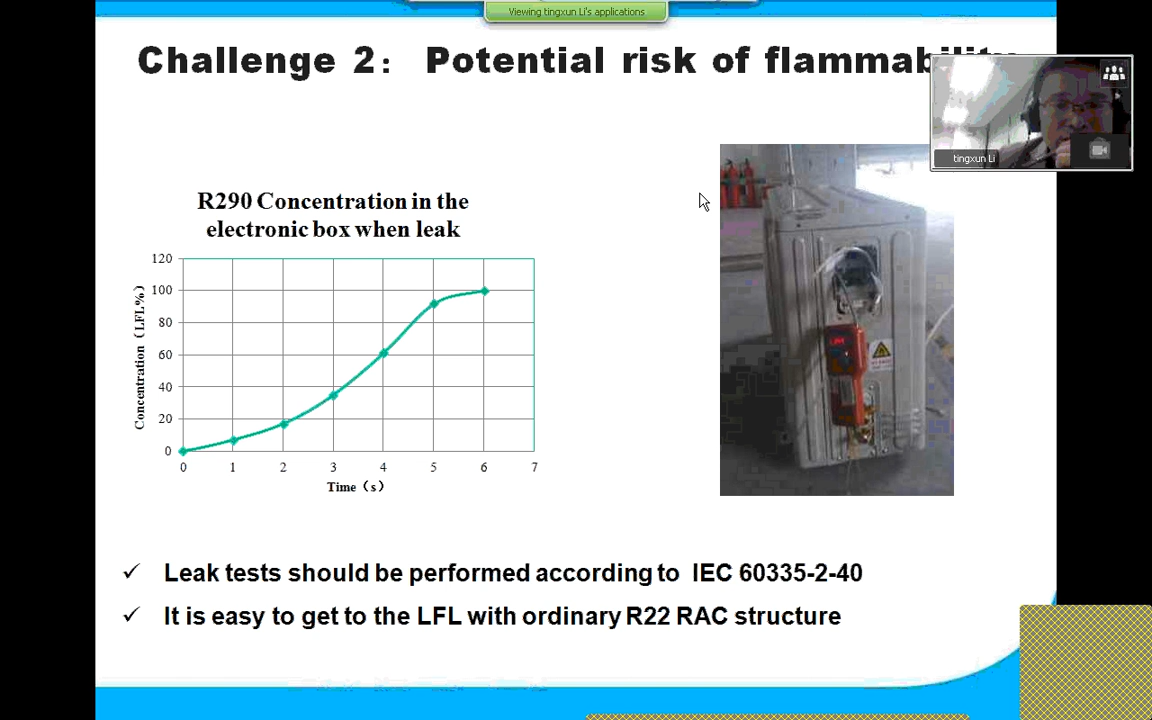 Viewing tingxun Li's applications
Challenge 2： Potential risk of flammability
tingxun Li
R290 Concentration in the
electronic box when leak
Concentration（LFL%）
120
100
80
60
40
20
0
0 1 2 3 4 5 6 7
Time（s）
✓ Leak tests should be performed according to IEC 60335-2-40
✓ It is easy to get to the LFL with ordinary R22 RAC structure